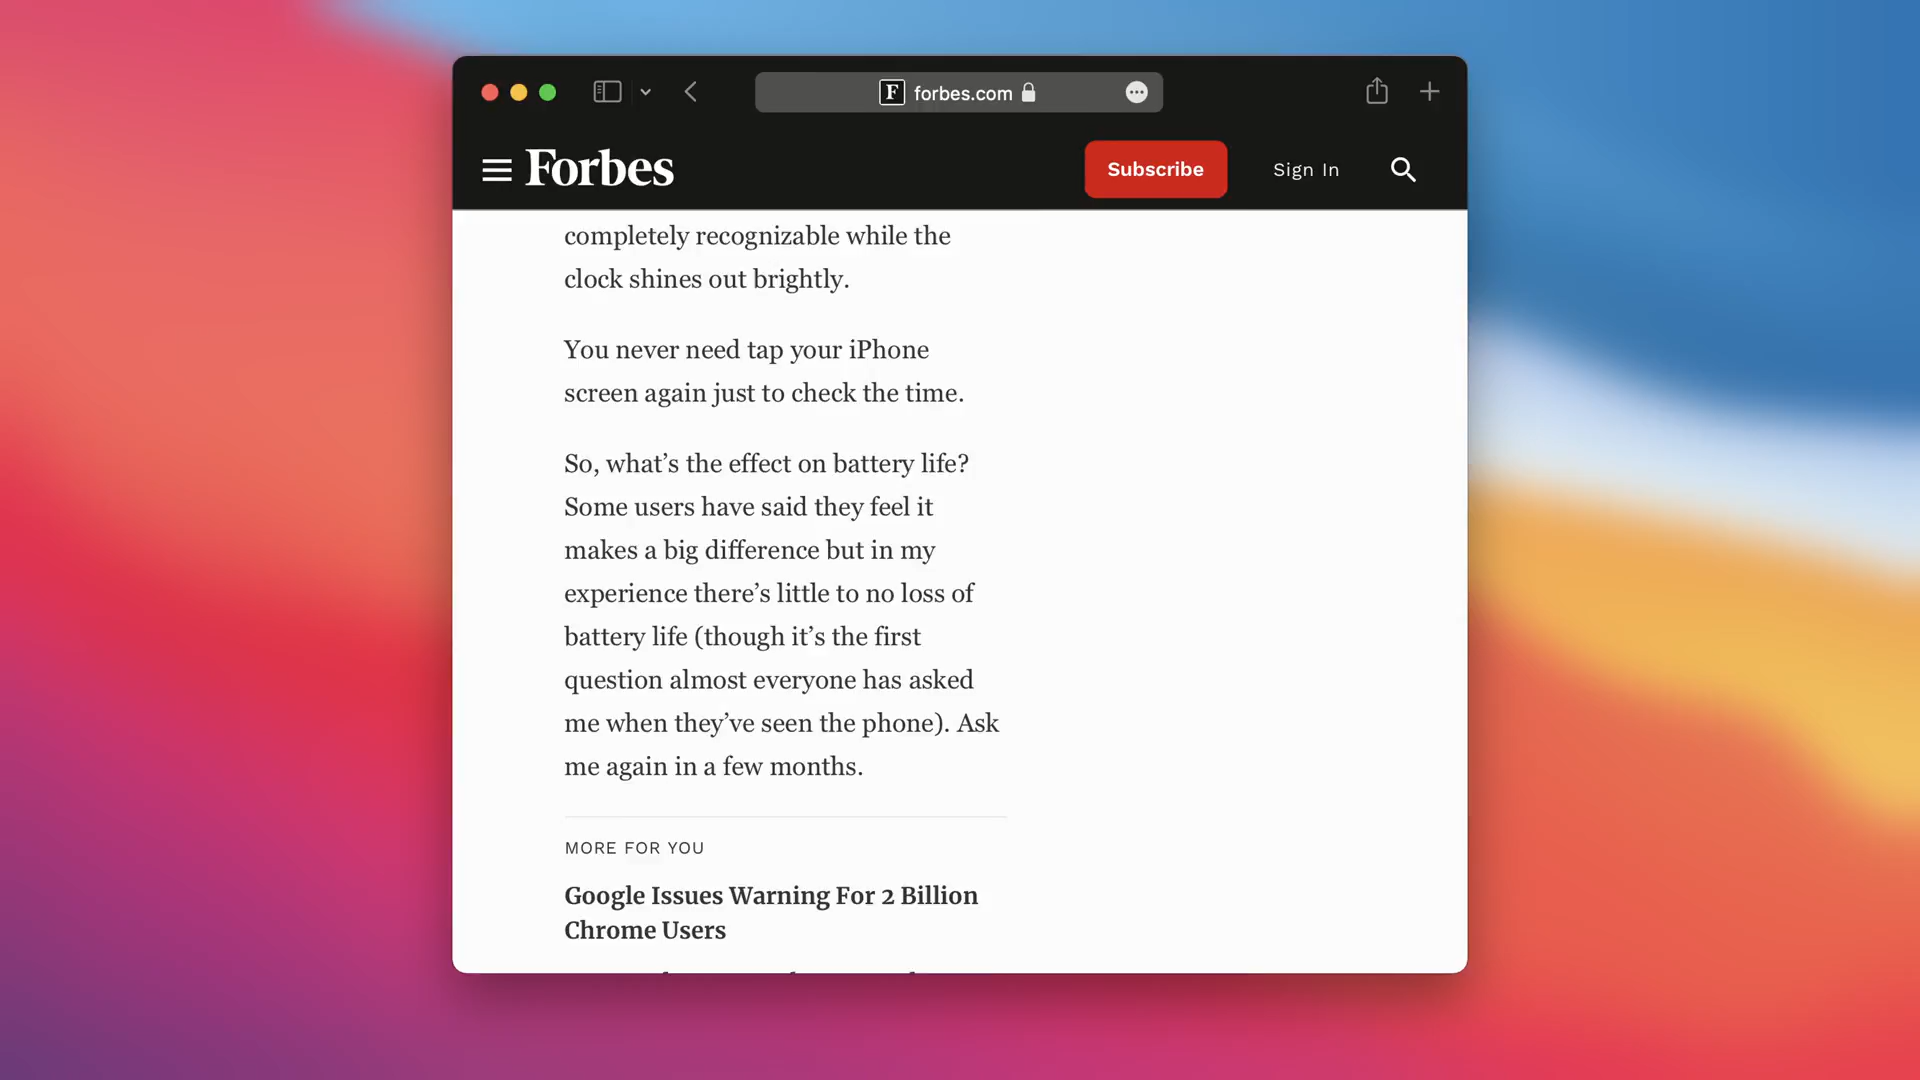 F forbes.com
Forbes
Subscribe
Sign In
completely recognizable while the
clock shines out brightly.
You never need tap your iPhone
screen again just to check the time.
So, what’s the effect on battery life?
Some users have said they feel it
makes a big difference but in my
experience there’s little to no loss of
battery life (though it’s the first
question almost everyone has asked
me when they’ve seen the phone). Ask
me again in a few months.
MORE FOR YOU
Google Issues Warning For 2 Billion
Chrome Users